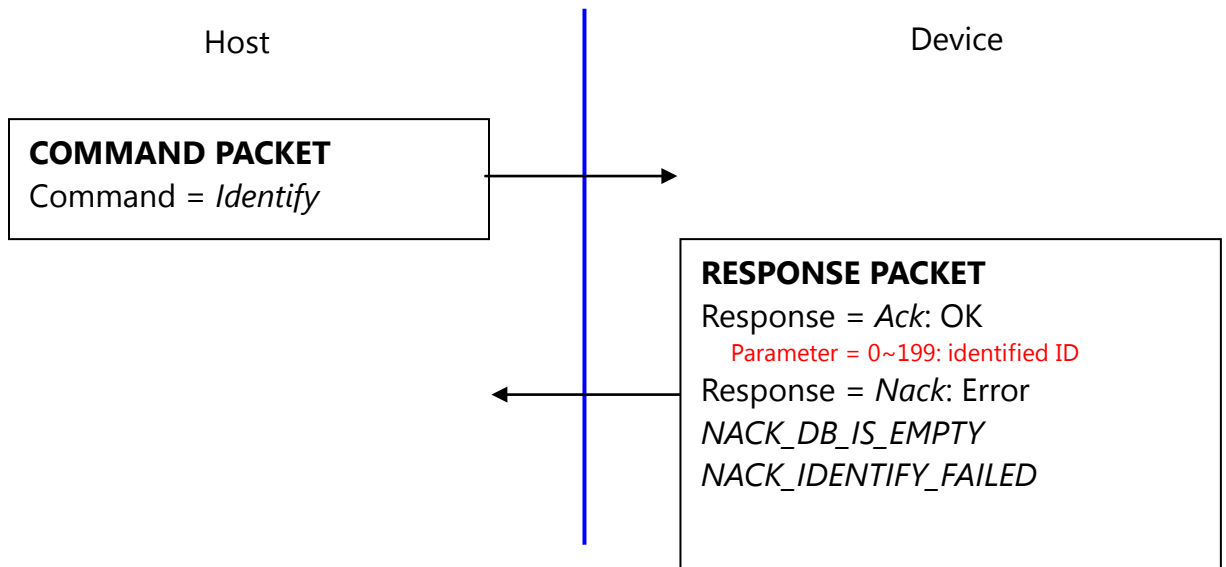 Host
Device
COMMAND PACKET
Command = Identify
RESPONSE PACKET
Response = Ack: OK
Parameter = 0~199: identified ID
Response = Nack: Error
NACK_DB_IS_EMPTY
NACK_IDENTIFY_FAILED